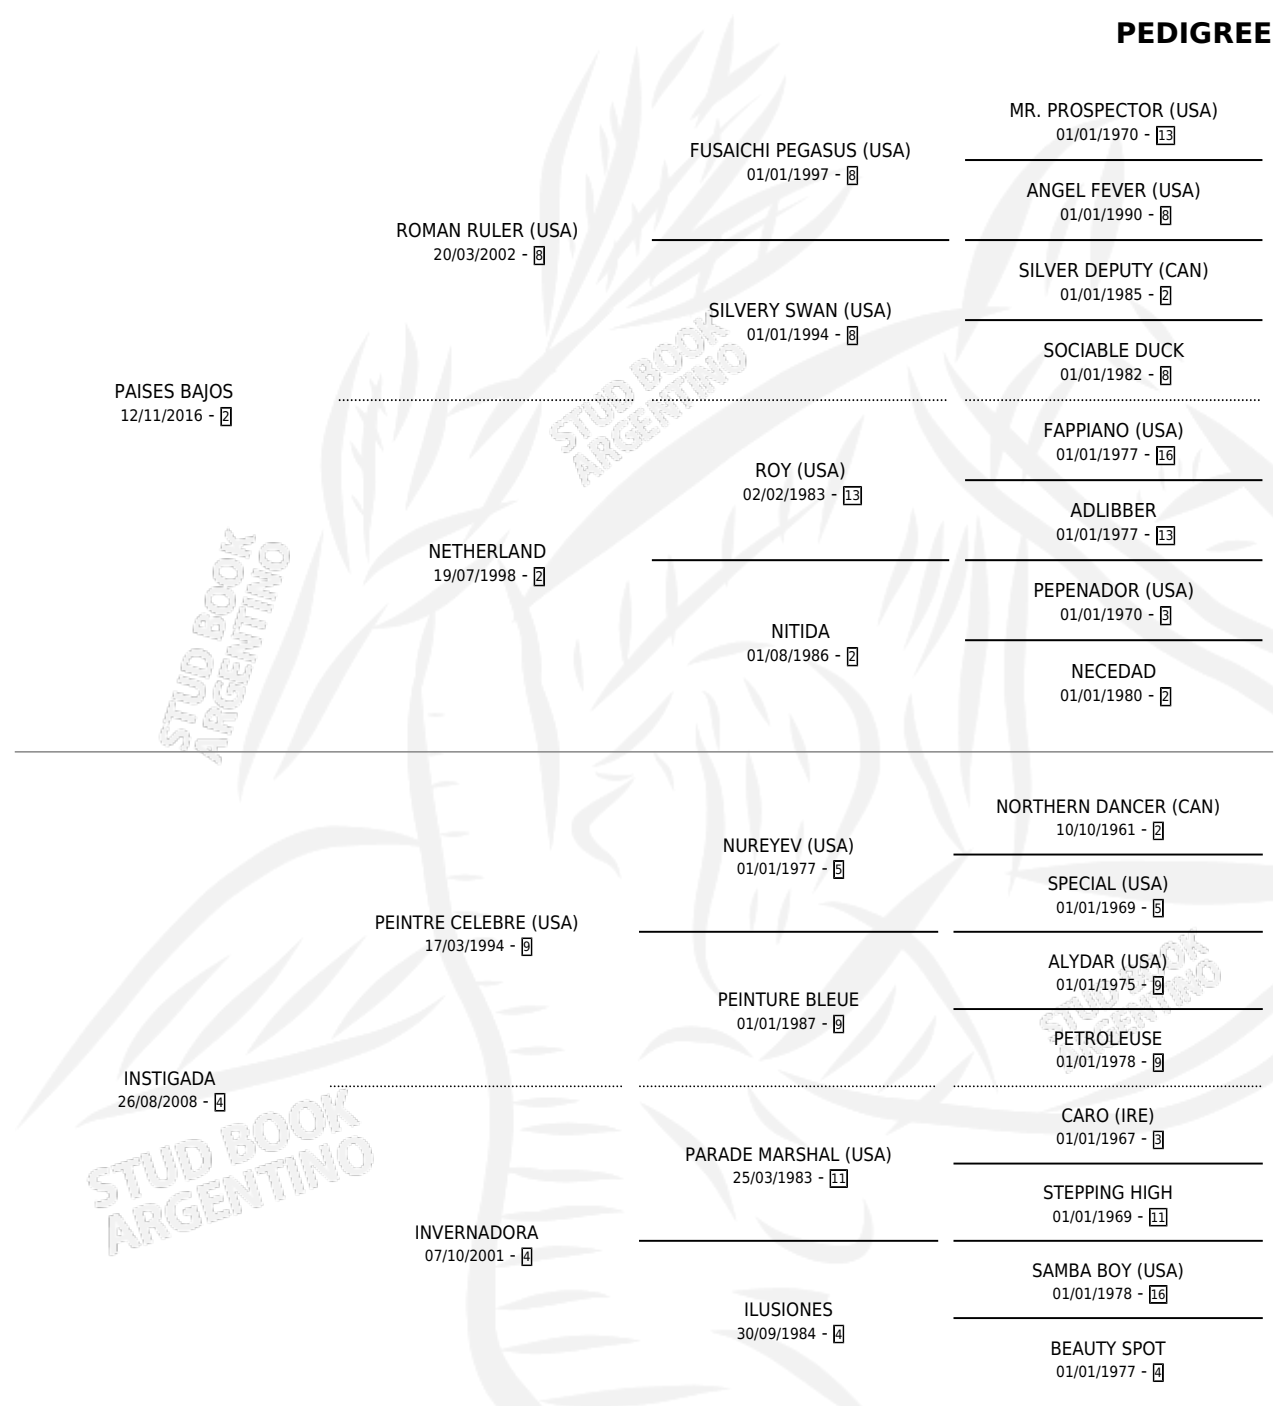 PEDIGREE
MR. PROSPECTOR (USA)
01/01/1970 - 13
FUSAICHI PEGASUS (USA)
01/01/1997 - 8
ANGEL FEVER (USA)
01/01/1990 - 8
ROMAN RULER (USA)
20/03/2002 - 8
SILVER DEPUTY (CAN)
01/01/1985 - 2
SILVERY SWAN (USA)
01/01/1994 - 8
SOCIABLE DUCK
01/01/1982 - 8
PAISES BAJOS
12/11/2016 - 2
FAPPIANO (USA)
01/01/1977 - 16
ROY (USA)
02/02/1983 - 13
ADLIBBER
01/01/1977 - 13
NETHERLAND
19/07/1998 - 2
PEPENADOR (USA)
01/01/1970 - 3
NITIDA
01/08/1986 - 2
NECEDAD
01/01/1980 - 2
STUD BOOK
ARGENTINO
STUD BOOK
ARGENTINO
NORTHERN DANCER (CAN)
10/10/1961 - 2
NUREYEV (USA)
01/01/1977 - 5
SPECIAL (USA)
01/01/1969 - 5
PEINTRE CELEBRE (USA)
17/03/1994 - 9
ALYDAR (USA)
01/01/1975 - 9
PEINTURE BLEUE
01/01/1987 - 9
PETROLEUSE
01/01/1978 - 9
INSTIGADA
26/08/2008 - 4
CARO (IRE)
01/01/1967 - 3
PARADE MARSHAL (USA)
25/03/1983 - 11
STEPPING HIGH
01/01/1969 - 11
INVERNADORA
07/10/2001 - 4
SAMBA BOY (USA)
01/01/1978 - 16
ILUSIONES
30/09/1984 - 4
BEAUTY SPOT
01/01/1977 - 4
STUD BOOK
ARGENTINO
STUD BOOK
ARGENTINO